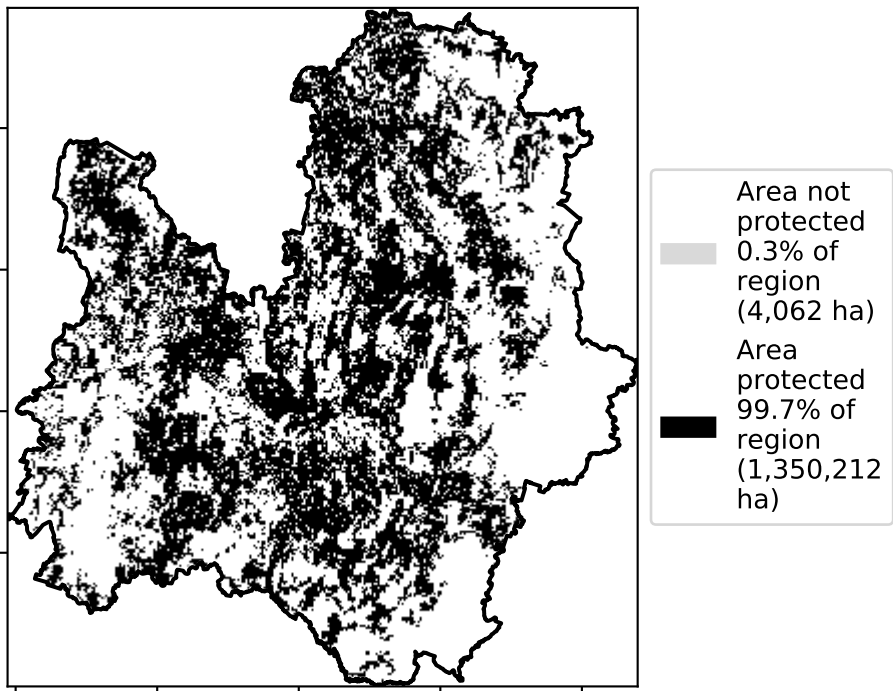 Area not
protected
0.3% of
region
(4,062 ha)
Area
protected
99.7% of
region
(1,350,212
ha)